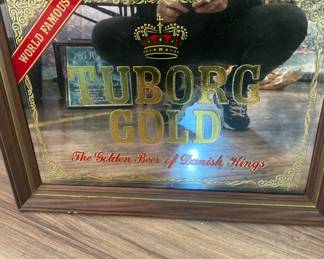 WORLD FAMOUS
TUBORG
GOLD
The Golden Beer of Danish Kings